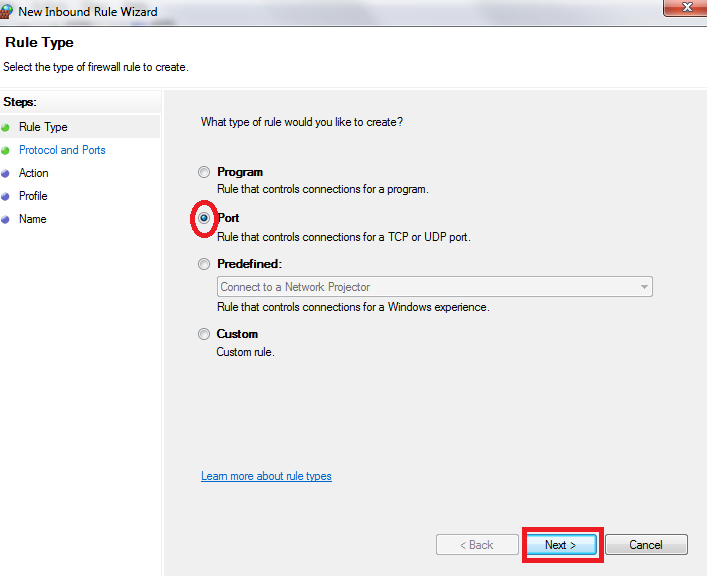 New Inbound Rule Wizard
X
Rule Type
Select the type of firewall rule to create.
Steps:
Rule Type
Protocol and Ports
Action
Profile
Name
What type of rule would you like to create?
Program
Rule that controls connections for a program.
Port
Rule that controls connections for a TCP or UDP port.
Predefined:
Connect to a Network Projector
Rule that controls connections for a Windows experience.
Custom
Custom rule.
Learn more about rule types
< Back
Next >
Cancel